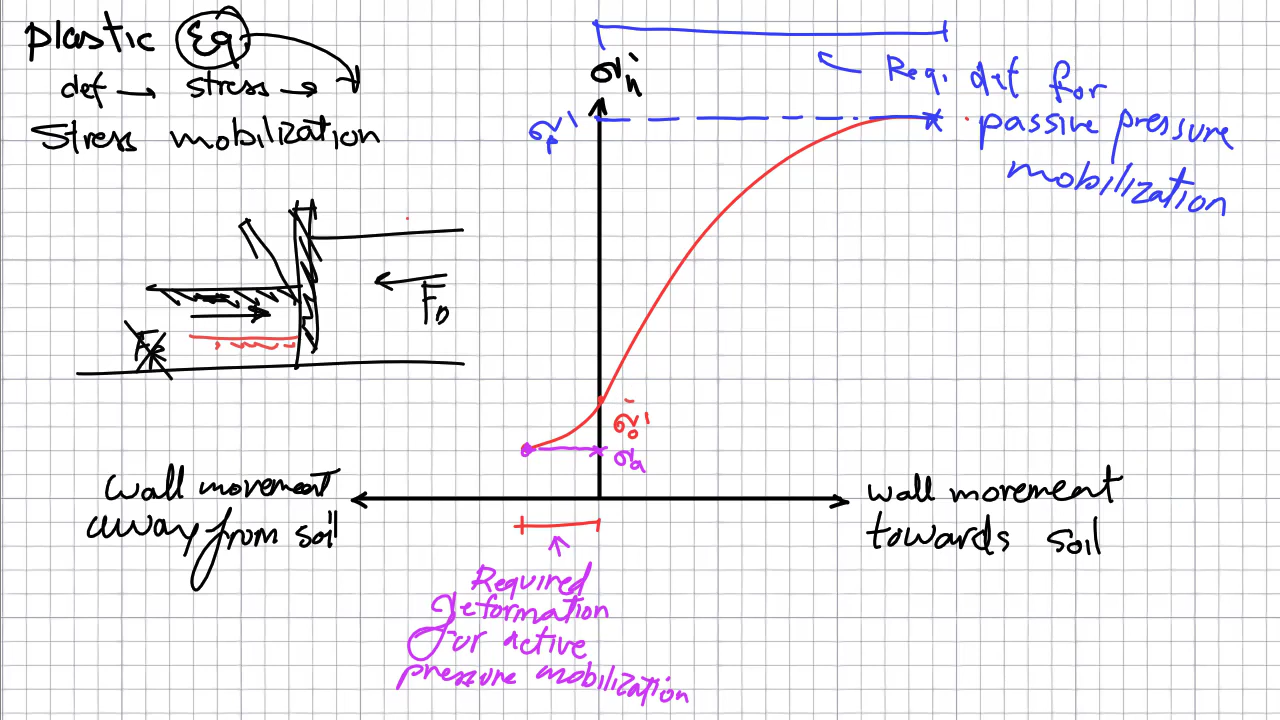 plastic Eq
def → stress →
Stress mobilization
σh'
Req. def for
passive pressure
mobilization
σp'
F0
σ0'
σa
wall movement
away from soil
wall movement
towards soil
Required
deformation
for active
pressure mobilization